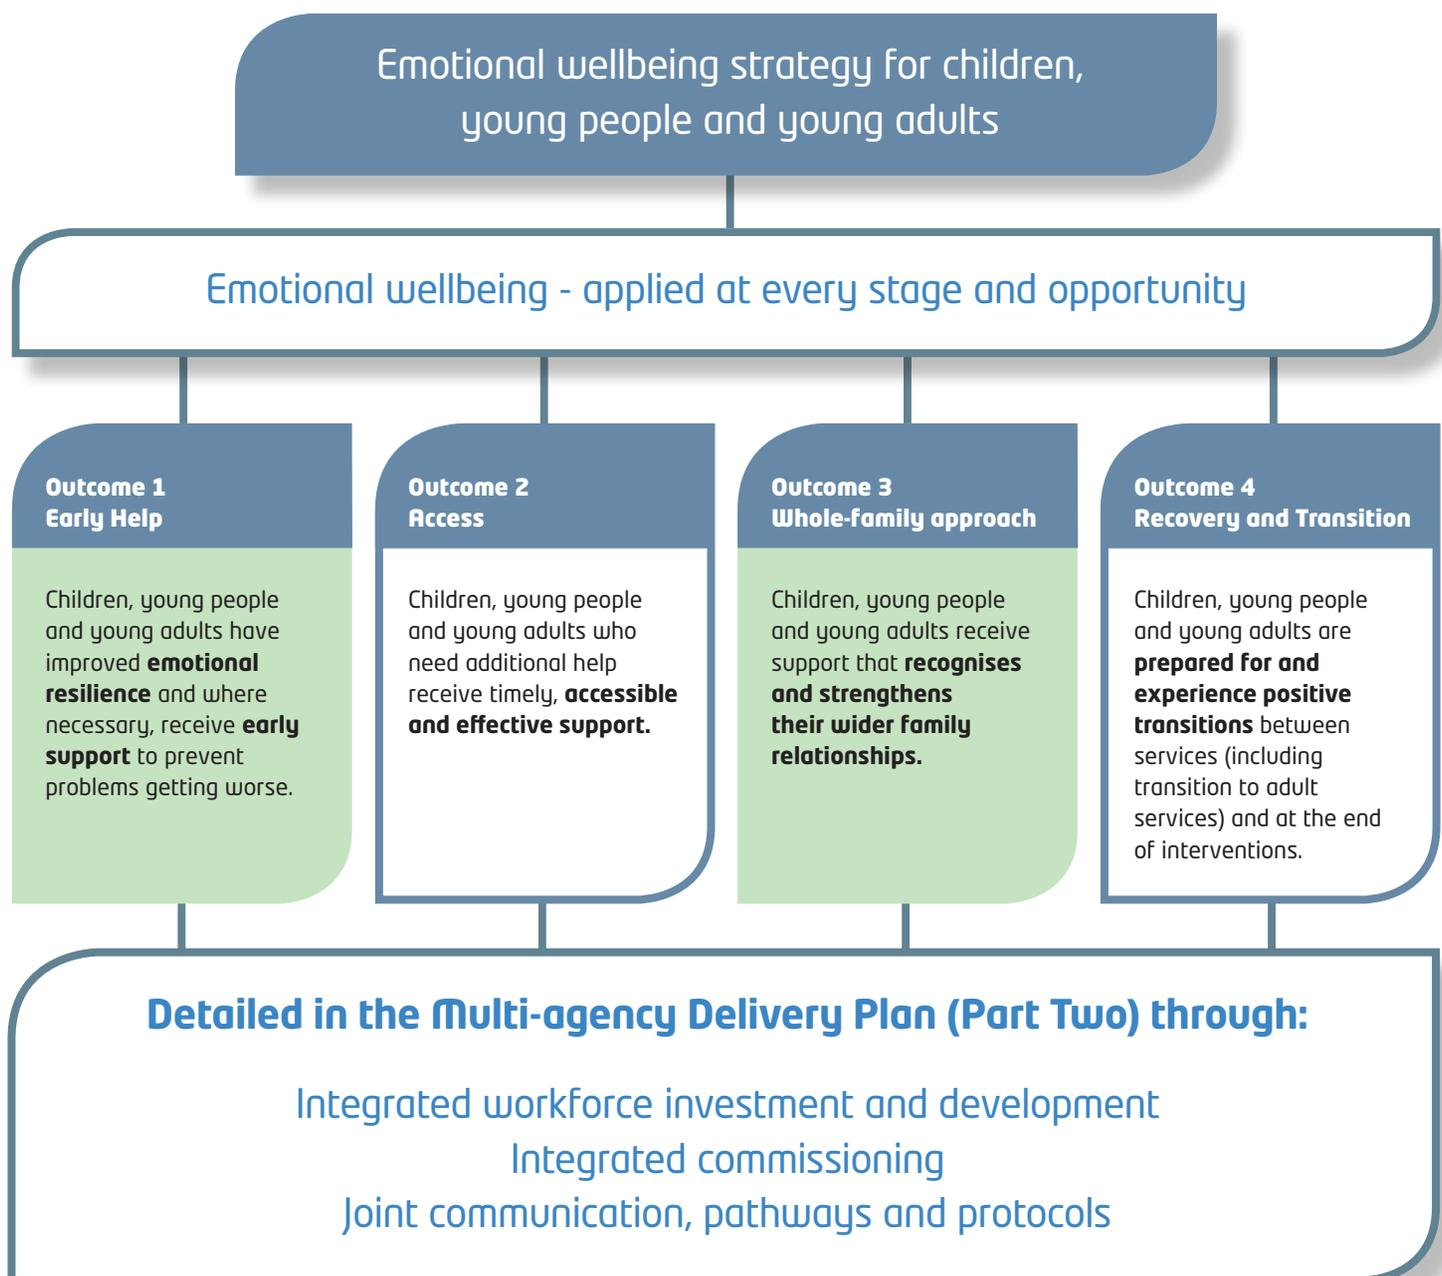 Emotional wellbeing strategy for children,
young people and young adults
Emotional wellbeing - applied at every stage and opportunity
Outcome 1
Early Help
Children, young people
and young adults have
improved emotional
resilience and where
necessary, receive early
support to prevent
problems getting worse.
Outcome 2
Access
Children, young people
and young adults who
need additional help
receive timely, accessible
and effective support.
Outcome 3
Whole-family approach
Children, young people
and young adults receive
support that recognises
and strengthens
their wider family
relationships.
Outcome 4
Recovery and Transition
Children, young people
and young adults are
prepared for and
experience positive
transitions between
services (including
transition to adult
services) and at the end
of interventions.
Detailed in the Multi-agency Delivery Plan (Part Two) through:
Integrated workforce investment and development
Integrated commissioning
Joint communication, pathways and protocols